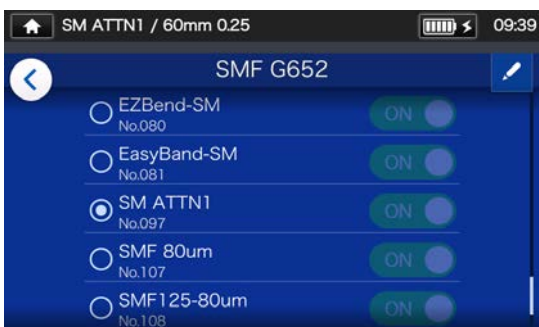 SM ATTN1 / 60mm 0.25 09:39
SMF G652
EZBend-SM ON
No.080
EasyBand-SM ON
No.081
SM ATTN1 ON
No.097
SMF 80um ON
No.107
SMF125-80um ON
No.108